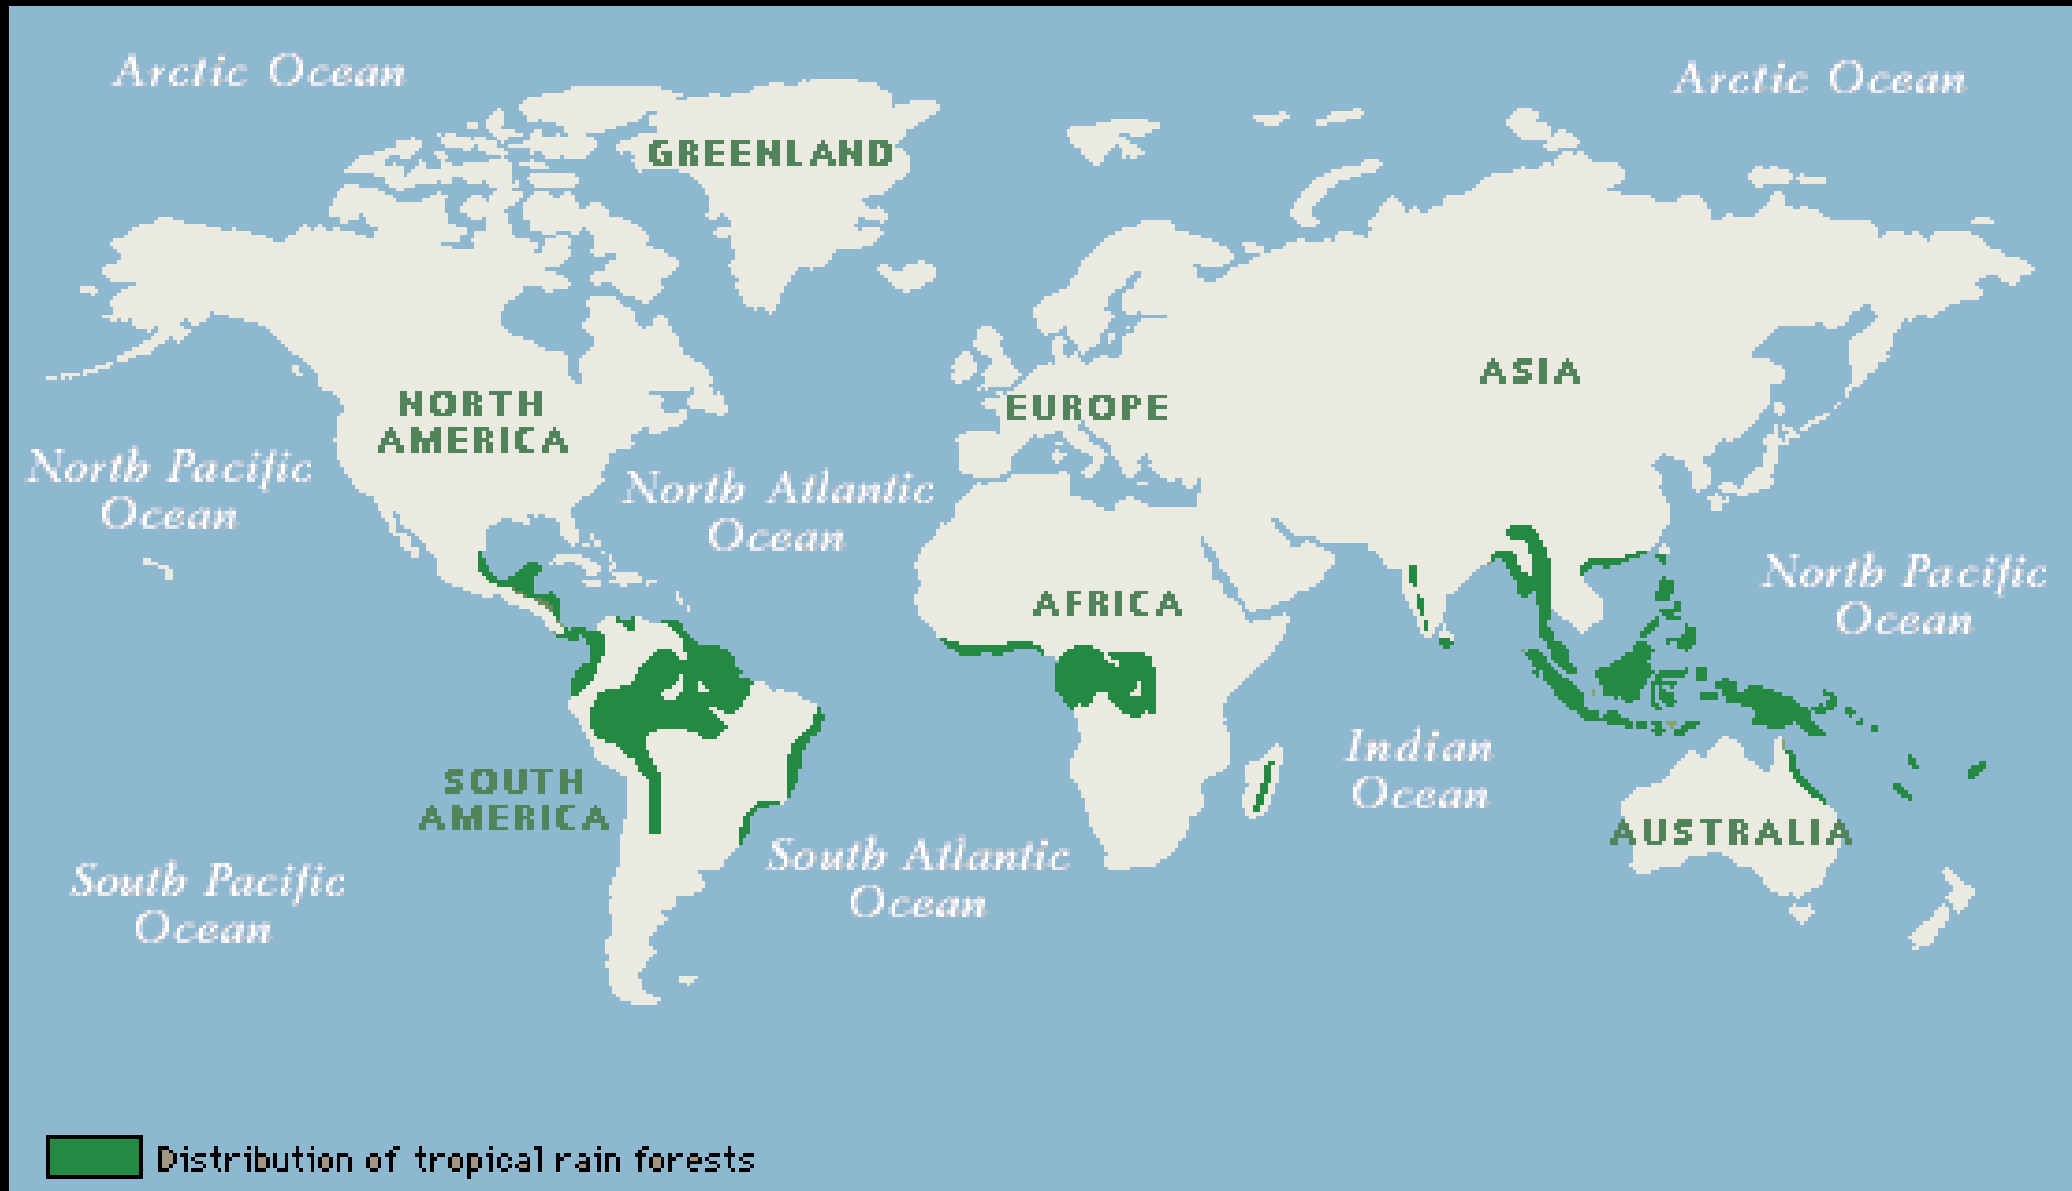 Arctic Ocean
Arctic Ocean
GREENLAND
ASIA
NORTH
AMERICA
EUROPE
North Pacific
Ocean
North Atlantic
Ocean
North Pacific
Ocean
AFRICA
Indian
Ocean
SOUTH
AMERICA
AUSTRALIA
South Atlantic
Ocean
South Pacific
Ocean
Distribution of tropical rain forests